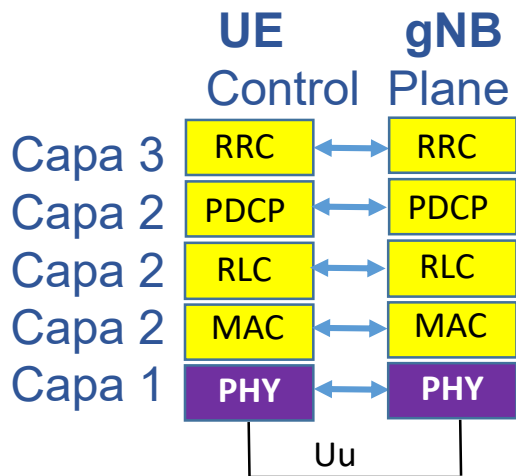 UE gNB
Control Plane
Capa 3 RRC RRC
Capa 2 PDCP PDCP
Capa 2 RLC RLC
Capa 2 MAC MAC
Capa 1 PHY PHY
Uu